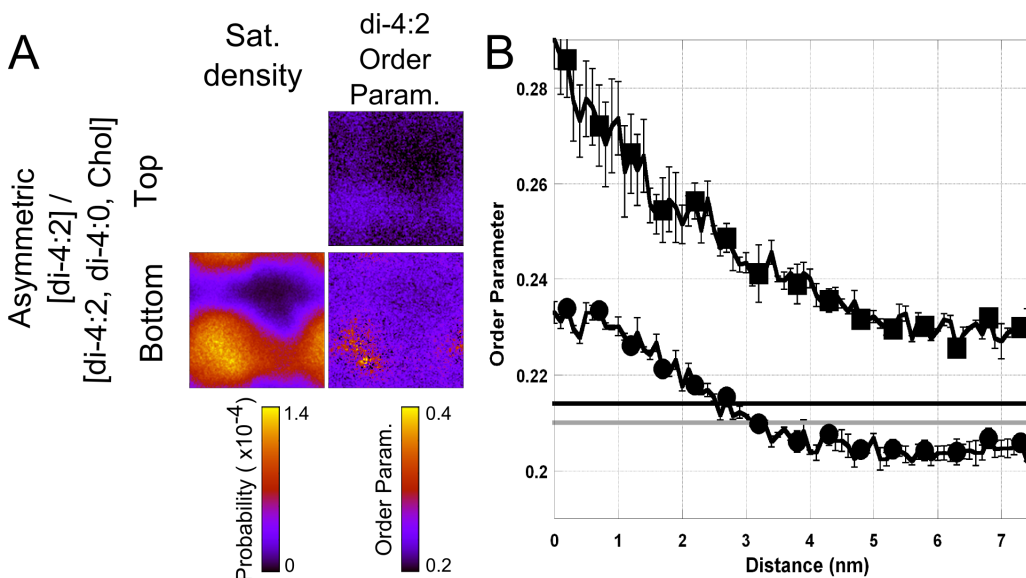 A
Sat.
density
di-4:2
Order
Param.
Asymmetric
[di-4:2] /
[di-4:2, di-4:0, Chol]
Top
Bottom
Probability ( x10-4)
1.4
0
Order Param.
0.4
0.2
B
Order Parameter
0.28
0.26
0.24
0.22
0.2
0 1 2 3 4 5 6 7
Distance (nm)